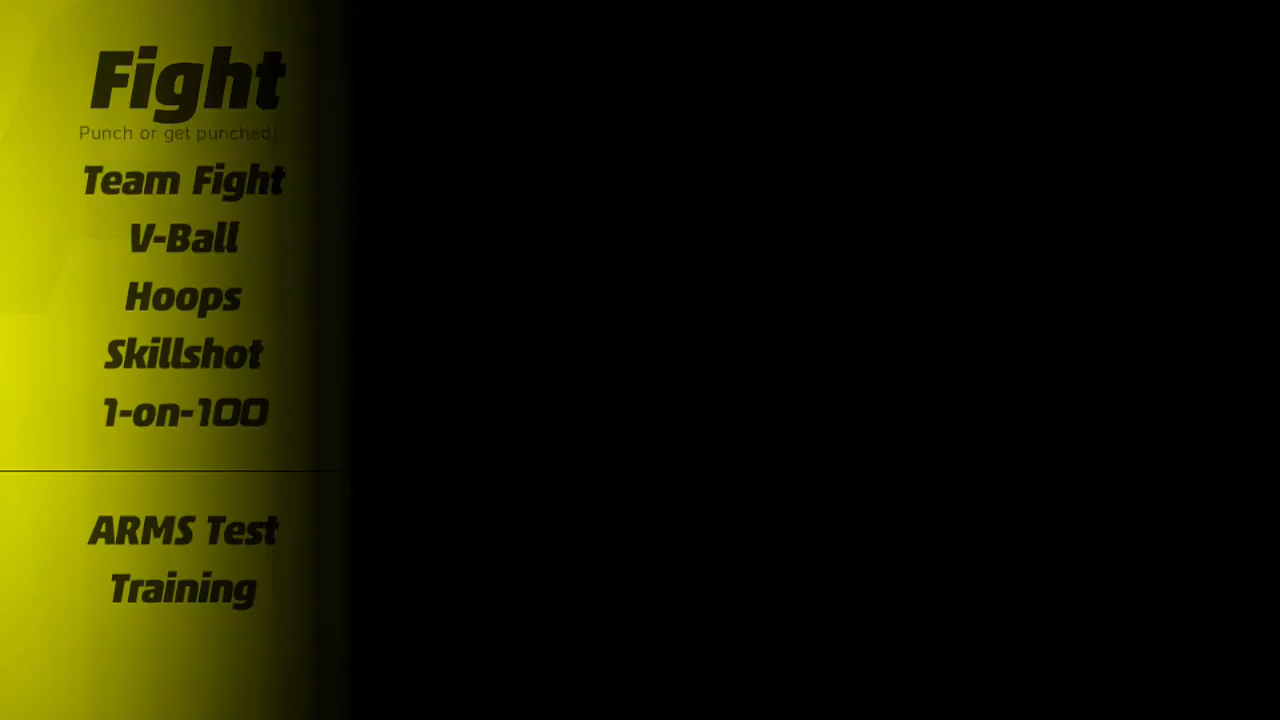 Fight
Punch or get punched!
Team Fight
V-Ball
Hoops
Skillshot
1-on-100
ARMS Test
Training